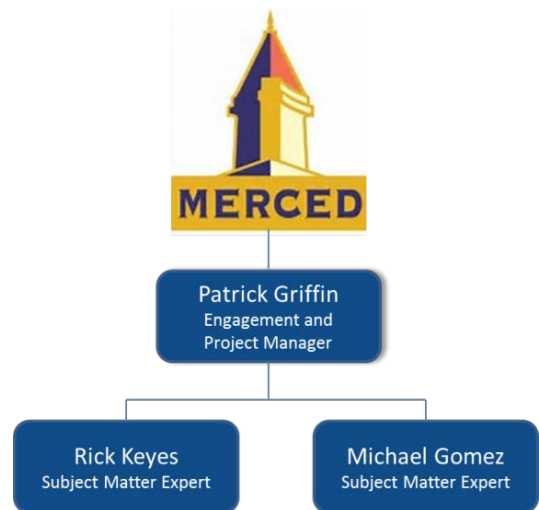 MERCED
Patrick Griffin
Engagement and
Project Manager
Rick Keyes
Subject Matter Expert
Michael Gomez
Subject Matter Expert